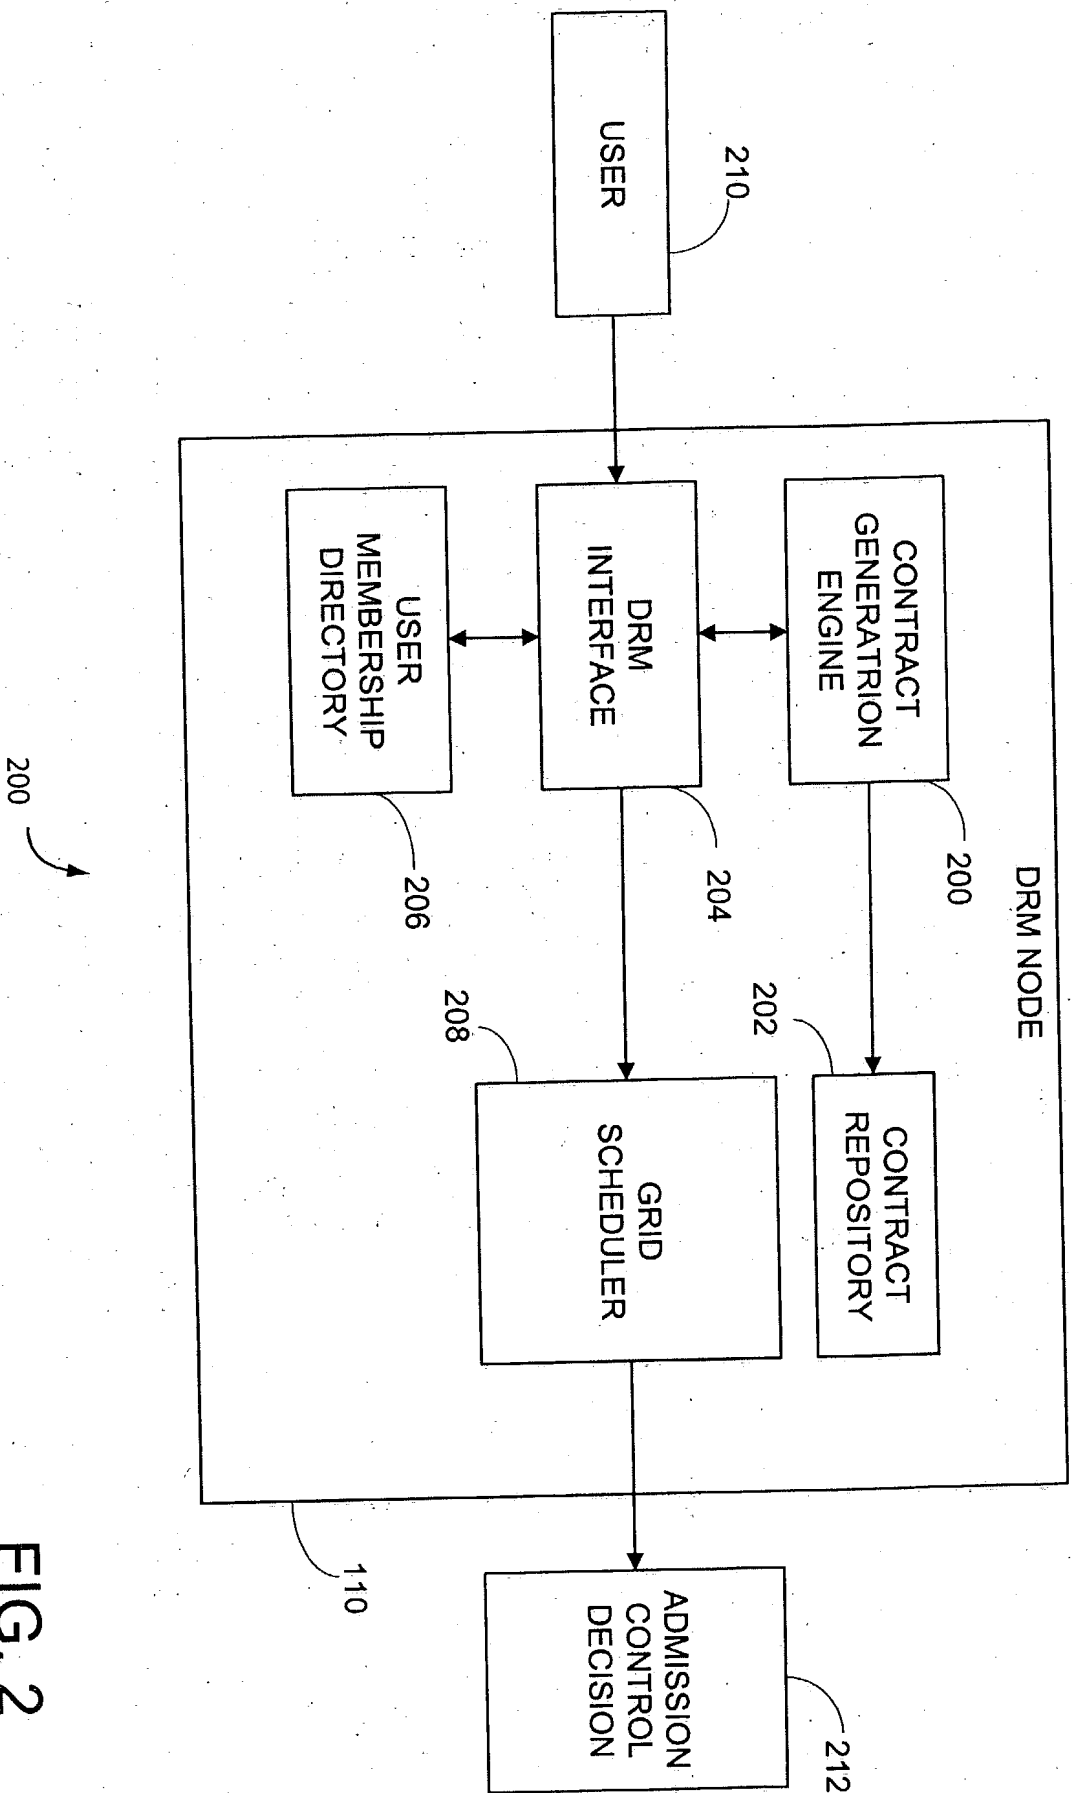 DRM NODE
CONTRACT
GENERATRION
ENGINE
200
CONTRACT
REPOSITORY
202
USER
210
DRM
INTERFACE
204
GRID
SCHEDULER
208
ADMISSION
CONTROL
DECISION
212
USER
MEMBERSHIP
DIRECTORY
206
110
200
FIG. 2